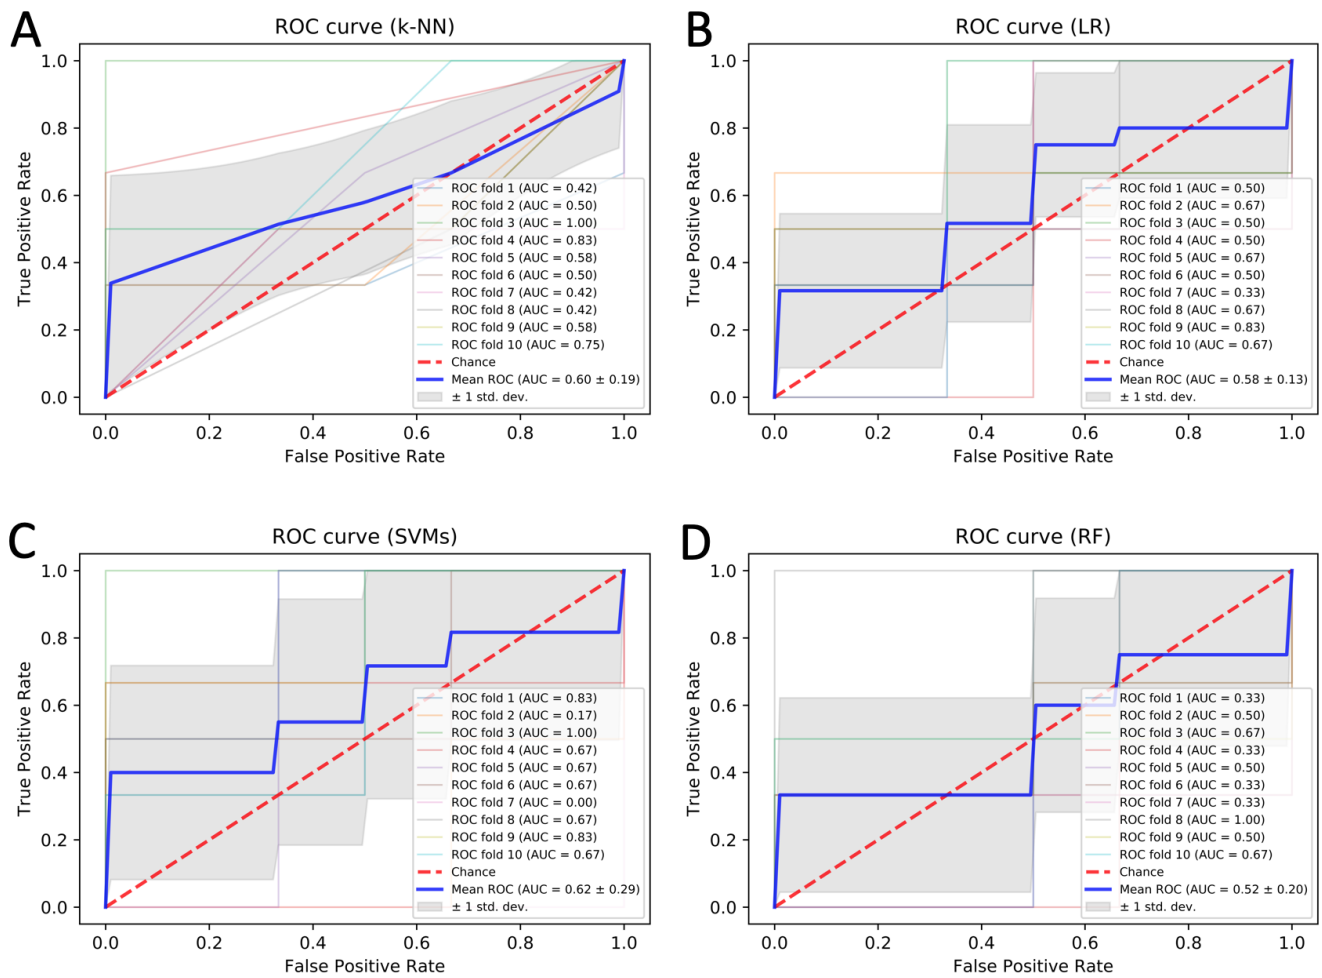 A
ROC curve (k-NN)
True Positive Rate
1.0
0.8
0.6
0.4
0.2
0.0
ROC fold 1 (AUC = 0.42)
ROC fold 2 (AUC = 0.50)
ROC fold 3 (AUC = 1.00)
ROC fold 4 (AUC = 0.83)
ROC fold 5 (AUC = 0.58)
ROC fold 6 (AUC = 0.50)
ROC fold 7 (AUC = 0.42)
ROC fold 8 (AUC = 0.42)
ROC fold 9 (AUC = 0.58)
ROC fold 10 (AUC = 0.75)
Chance
Mean ROC (AUC = 0.60 ± 0.19)
± 1 std. dev.
0.0 0.2 0.4 0.6 0.8 1.0
False Positive Rate
B
ROC curve (LR)
True Positive Rate
1.0
0.8
0.6
0.4
0.2
0.0
ROC fold 1 (AUC = 0.50)
ROC fold 2 (AUC = 0.67)
ROC fold 3 (AUC = 0.50)
ROC fold 4 (AUC = 0.50)
ROC fold 5 (AUC = 0.67)
ROC fold 6 (AUC = 0.50)
ROC fold 7 (AUC = 0.33)
ROC fold 8 (AUC = 0.67)
ROC fold 9 (AUC = 0.83)
ROC fold 10 (AUC = 0.67)
Chance
Mean ROC (AUC = 0.58 ± 0.13)
± 1 std. dev.
0.0 0.2 0.4 0.6 0.8 1.0
False Positive Rate
C
ROC curve (SVMs)
True Positive Rate
1.0
0.8
0.6
0.4
0.2
0.0
ROC fold 1 (AUC = 0.83)
ROC fold 2 (AUC = 0.17)
ROC fold 3 (AUC = 1.00)
ROC fold 4 (AUC = 0.67)
ROC fold 5 (AUC = 0.67)
ROC fold 6 (AUC = 0.67)
ROC fold 7 (AUC = 0.00)
ROC fold 8 (AUC = 0.67)
ROC fold 9 (AUC = 0.83)
ROC fold 10 (AUC = 0.67)
Chance
Mean ROC (AUC = 0.62 ± 0.29)
± 1 std. dev.
0.0 0.2 0.4 0.6 0.8 1.0
False Positive Rate
D
ROC curve (RF)
True Positive Rate
1.0
0.8
0.6
0.4
0.2
0.0
ROC fold 1 (AUC = 0.33)
ROC fold 2 (AUC = 0.50)
ROC fold 3 (AUC = 0.67)
ROC fold 4 (AUC = 0.33)
ROC fold 5 (AUC = 0.50)
ROC fold 6 (AUC = 0.33)
ROC fold 7 (AUC = 0.33)
ROC fold 8 (AUC = 1.00)
ROC fold 9 (AUC = 0.50)
ROC fold 10 (AUC = 0.67)
Chance
Mean ROC (AUC = 0.52 ± 0.20)
± 1 std. dev.
0.0 0.2 0.4 0.6 0.8 1.0
False Positive Rate